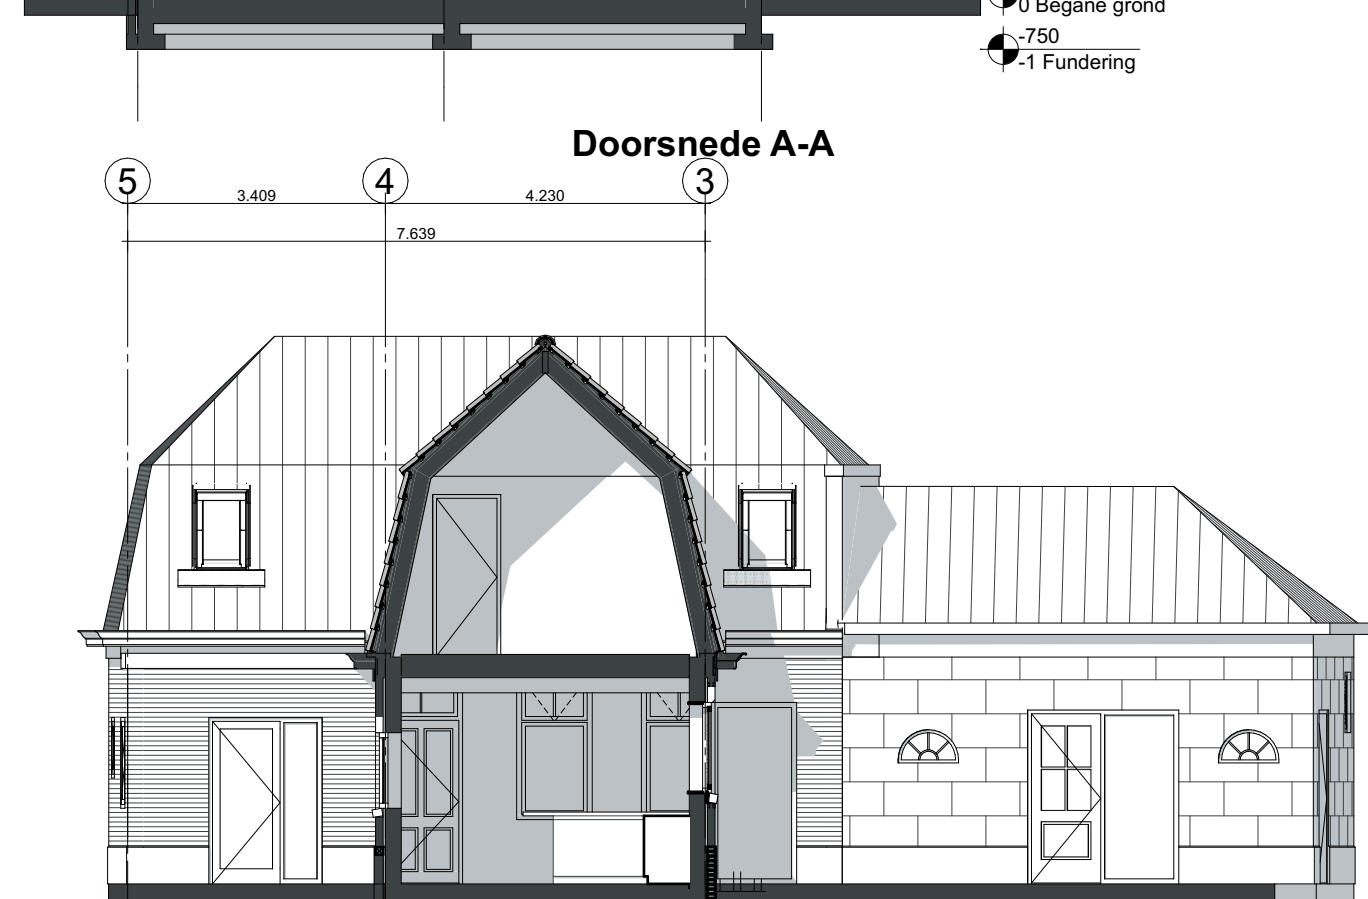 0 Begane grond
-750
-1 Fundering
Doorsnede A-A
5 4 3
3.409 4.230
7.639